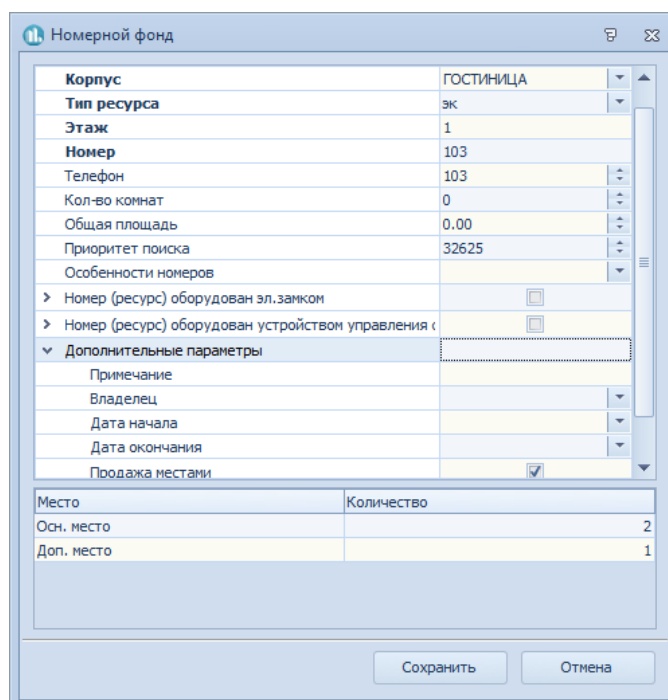 Номерной фонд
Корпус ГОСТИНИЦА
Тип ресурса эк
Этаж 1
Номер 103
Телефон 103
Кол-во комнат 0
Общая площадь 0.00
Приоритет поиска 32625
Особенности номеров
Номер (ресурс) оборудован эл.замком
Номер (ресурс) оборудован устройством управления
Дополнительные параметры
Примечание
Владелец
Дата начала
Дата окончания
Продажа местами
Место Количество
Осн. место 2
Доп. место 1
Сохранить Отмена